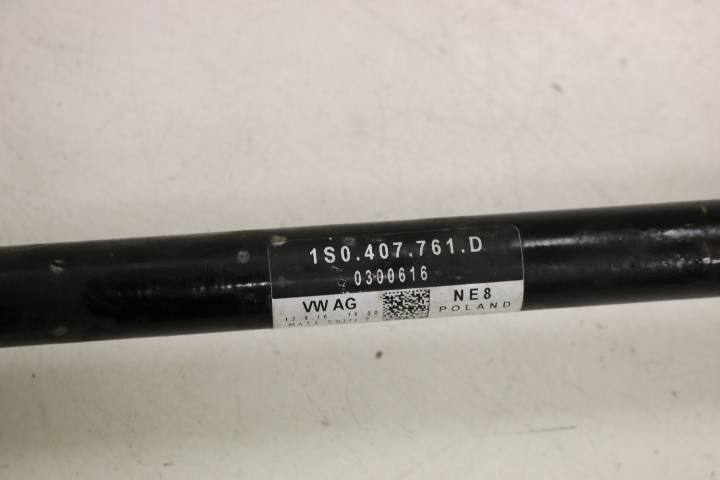 1S0.407.761.D
0300616
VW AG NE8
POLAND